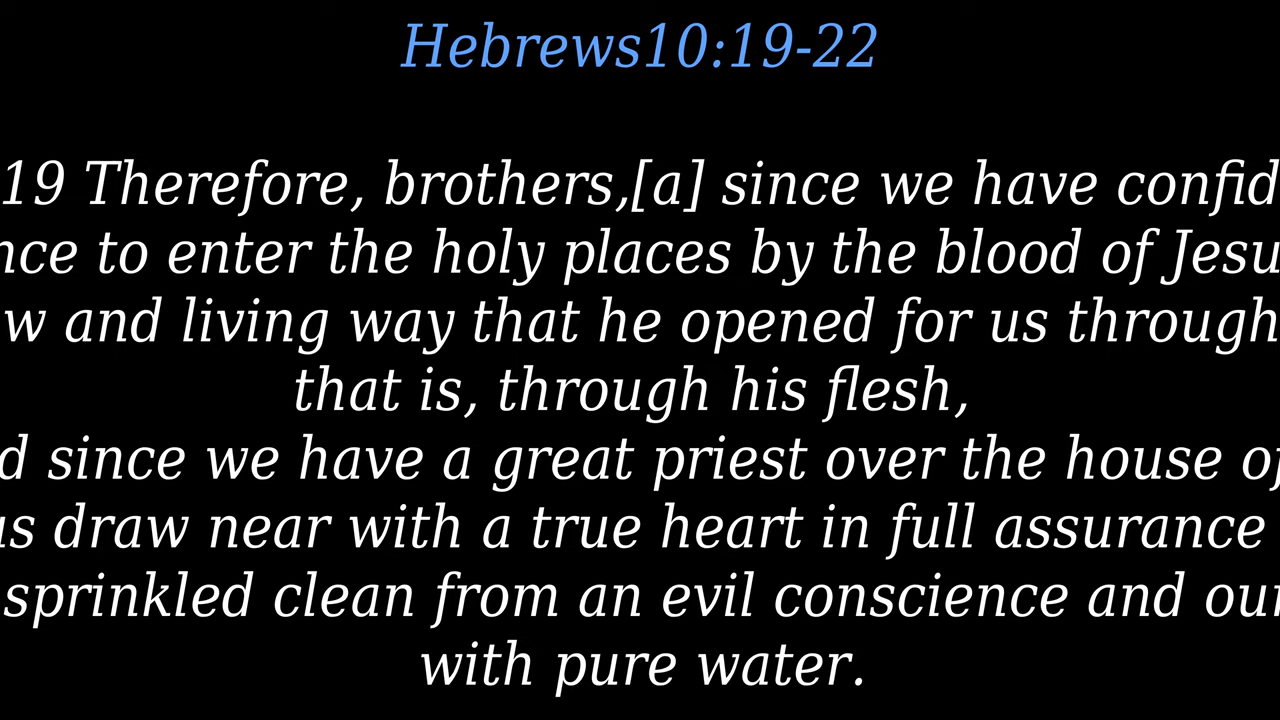 Hebrews10:19-22
19 Therefore, brothers,[a] since we have confid
nce to enter the holy places by the blood of Jesu
w and living way that he opened for us through
that is, through his flesh,
d since we have a great priest over the house of
us draw near with a true heart in full assurance
sprinkled clean from an evil conscience and our
with pure water.